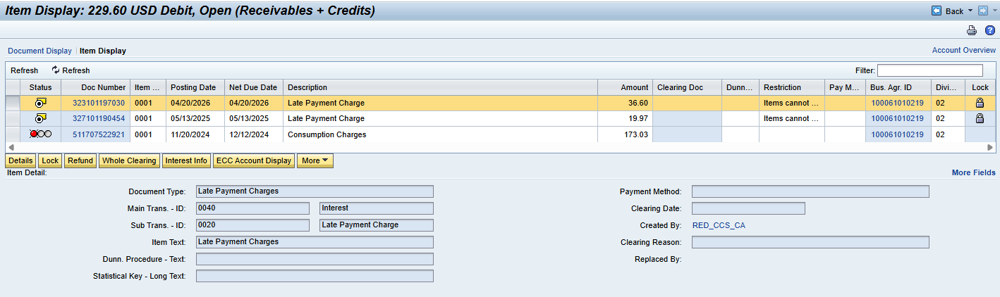 Item Display: 229.60 USD Debit, Open (Receivables + Credits) Back
Document Display Item Display Account Overview
Refresh Refresh Filter:
Status Doc Number Item ... Posting Date Net Due Date Description Amount Clearing Doc Dunn... Restriction Pay M... Bus. Agr. ID Divi... Lock
323101197030 0001 04/20/2026 04/20/2026 Late Payment Charge 36.60 Items cannot ... 100061010219 02
327101190454 0001 05/13/2025 05/13/2025 Late Payment Charge 19.97 Items cannot ... 100061010219 02
511707522921 0001 11/20/2024 12/12/2024 Consumption Charges 173.03 100061010219 02
Details Lock Refund Whole Clearing Interest Info ECC Account Display More
Item Detail: More Fields
Document Type: Late Payment Charges Payment Method:
Main Trans. - ID: 0040 Interest Clearing Date:
Sub Trans. - ID: 0020 Late Payment Charge Created By: RED_CCS_CA
Item Text: Late Payment Charges Clearing Reason:
Dunn. Procedure - Text: Replaced By:
Statistical Key - Long Text: